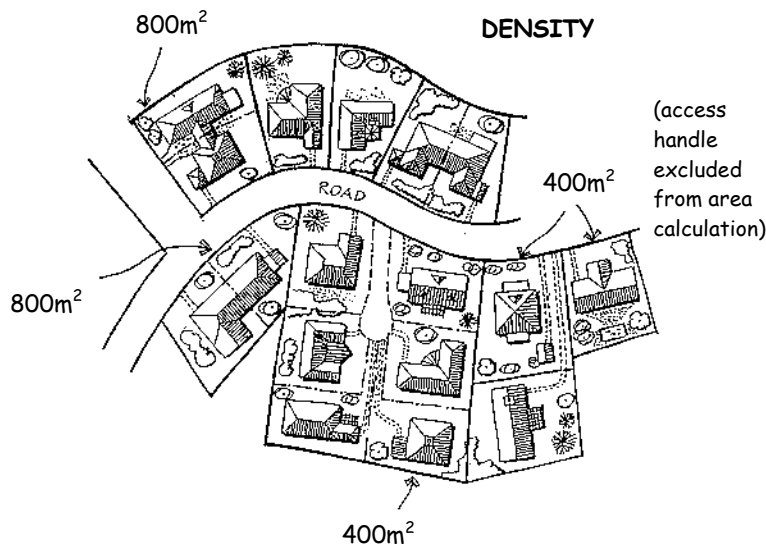 800m²
DENSITY
(access
handle
excluded
from area
calculation)
400m²
ROAD
800m²
400m²